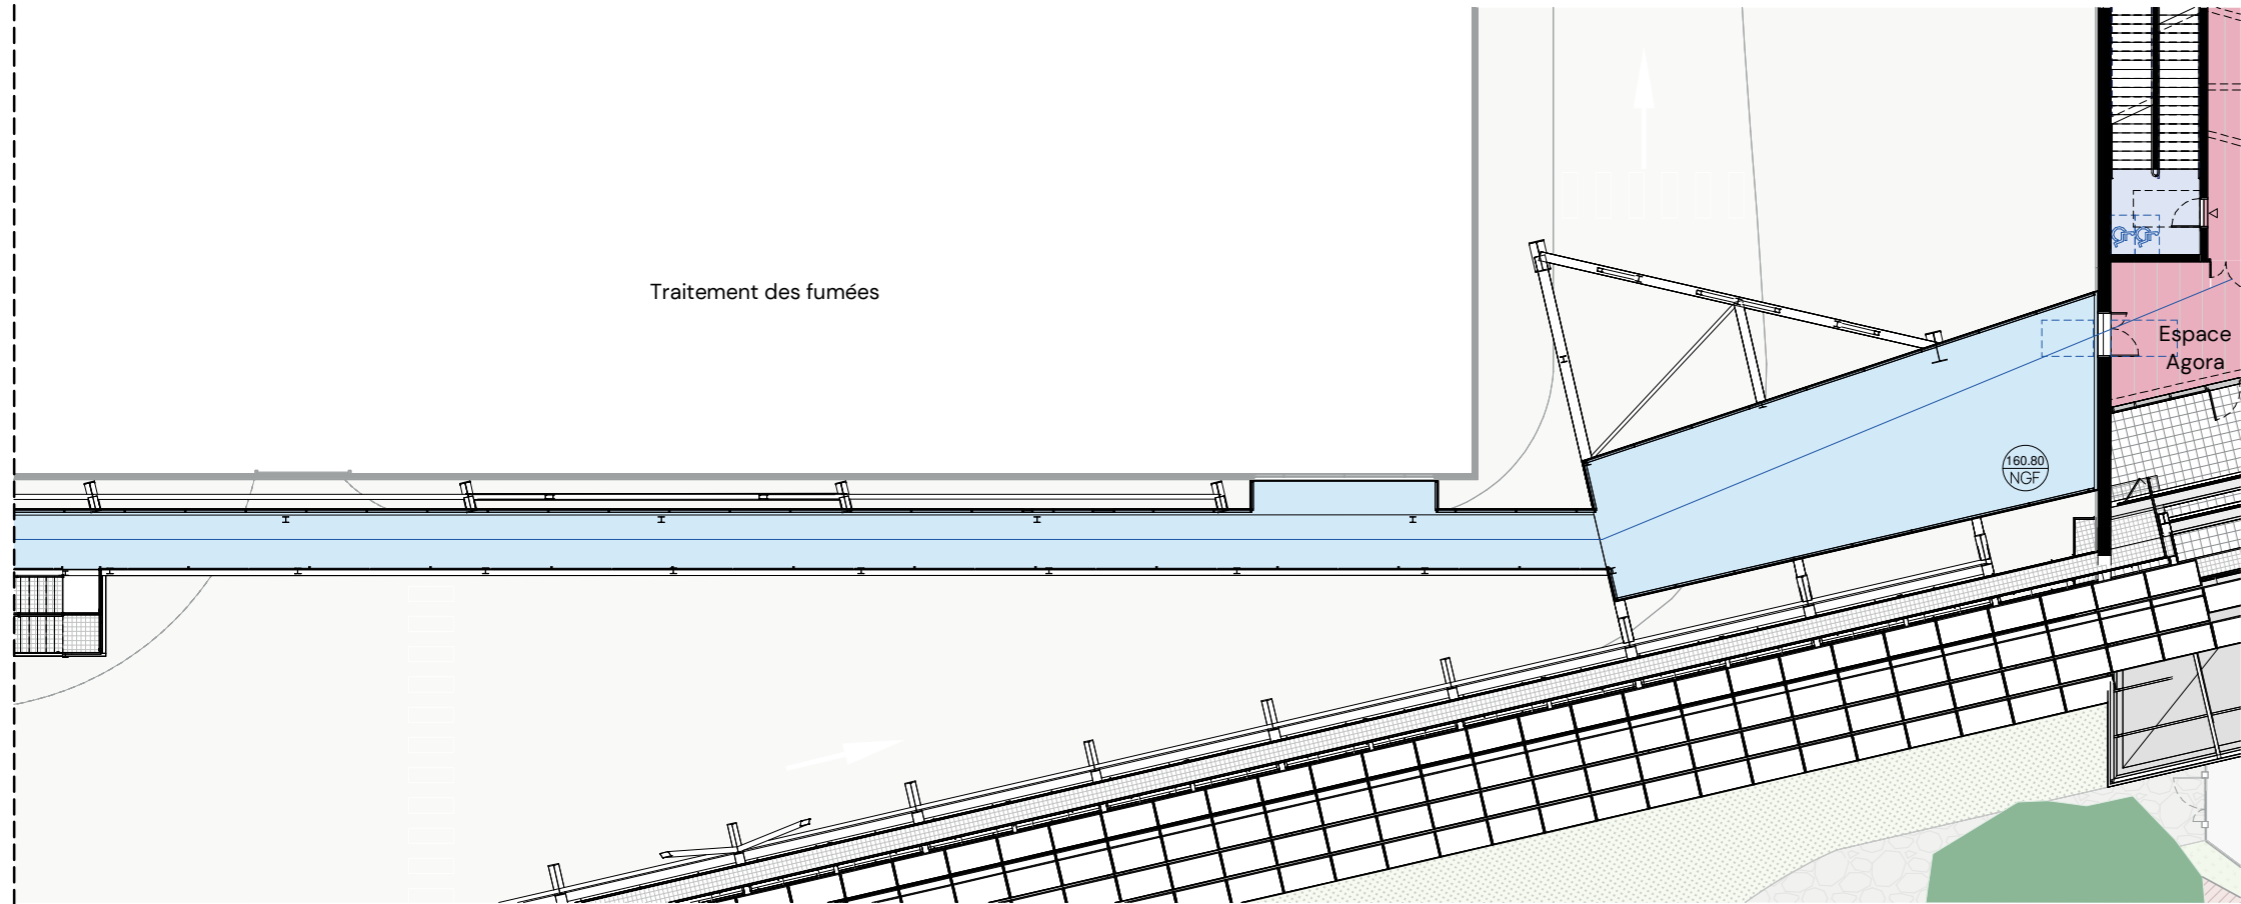 Traitement des fumées
Espace
Agora
160.80
NGF